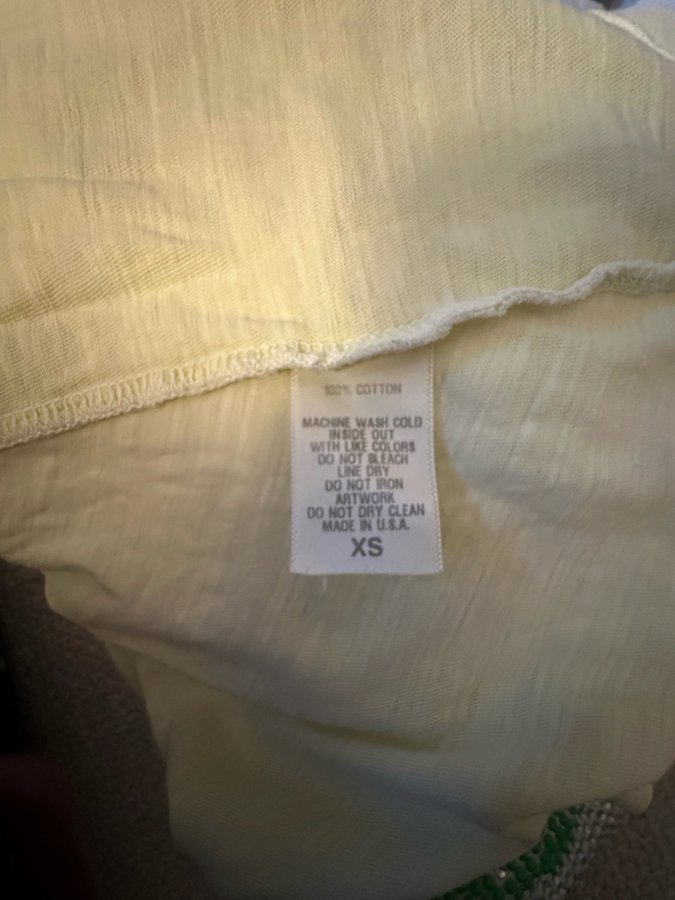 100% COTTON
MACHINE WASH COLD
INSIDE OUT
WITH LIKE COLORS
DO NOT BLEACH
LINE DRY
DO NOT IRON
ARTWORK
DO NOT DRY CLEAN
MADE IN U.S.A.
XS